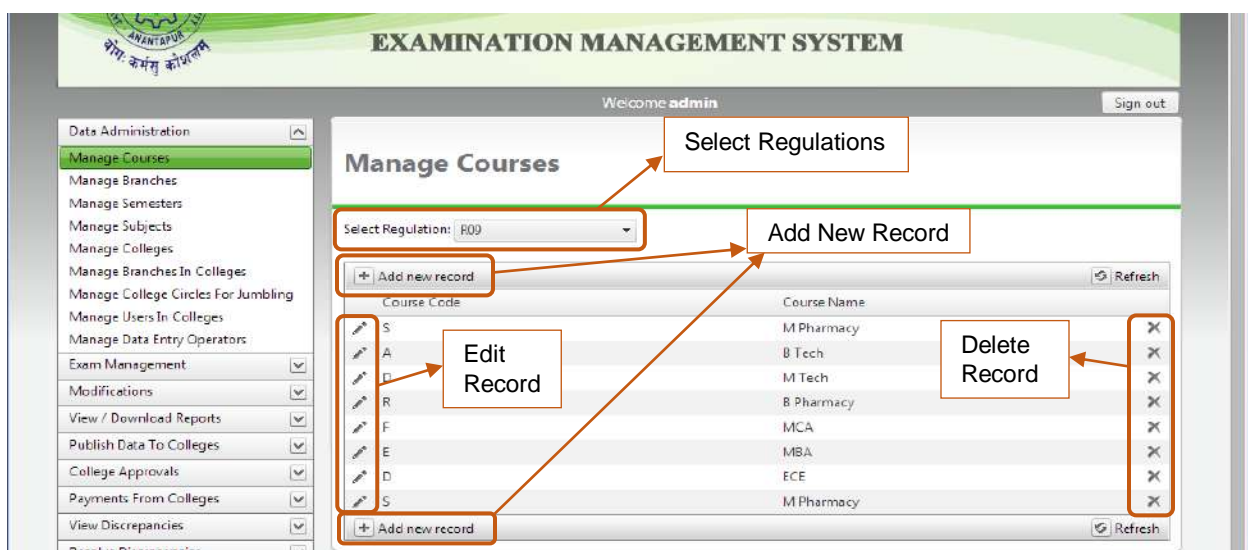 ANANTAPUR
योगः कर्मसु कौशलम्
EXAMINATION MANAGEMENT SYSTEM
Welcome admin
Sign out
Data Administration
Manage Courses
Manage Branches
Manage Semesters
Manage Subjects
Manage Colleges
Manage Branches In Colleges
Manage College Circles For Jumbling
Manage Users In Colleges
Manage Data Entry Operators
Exam Management
Modifications
View / Download Reports
Publish Data To Colleges
College Approvals
Payments From Colleges
View Discrepancies
Manage Courses
Select Regulations
Select Regulation: R09
Add New Record
Add new record
Refresh
Course Code Course Name
S M Pharmacy
A B Tech
D M Tech
R B Pharmacy
F MCA
E MBA
D ECE
S M Pharmacy
Edit
Record
Delete
Record
Add new record
Refresh